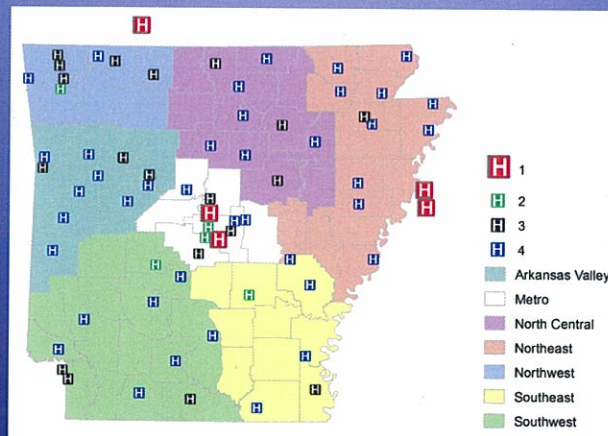 H 1
H 2
H 3
H 4
Arkansas Valley
Metro
North Central
Northeast
Northwest
Southeast
Southwest